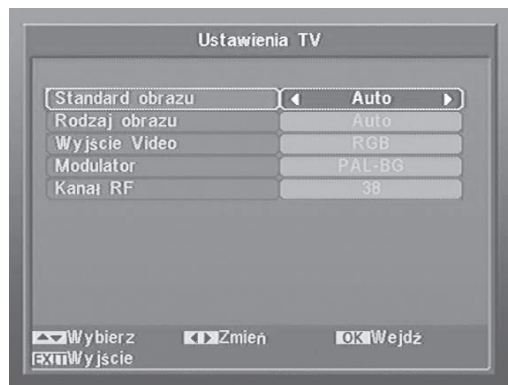 Ustawienia TV
Standard obrazu Auto
Rodzaj obrazu Auto
Wyjście Video RGB
Modulator PAL-BG
Kanał RF 38
Wybierz Zmień OK Wejdź
EXIT Wyjście